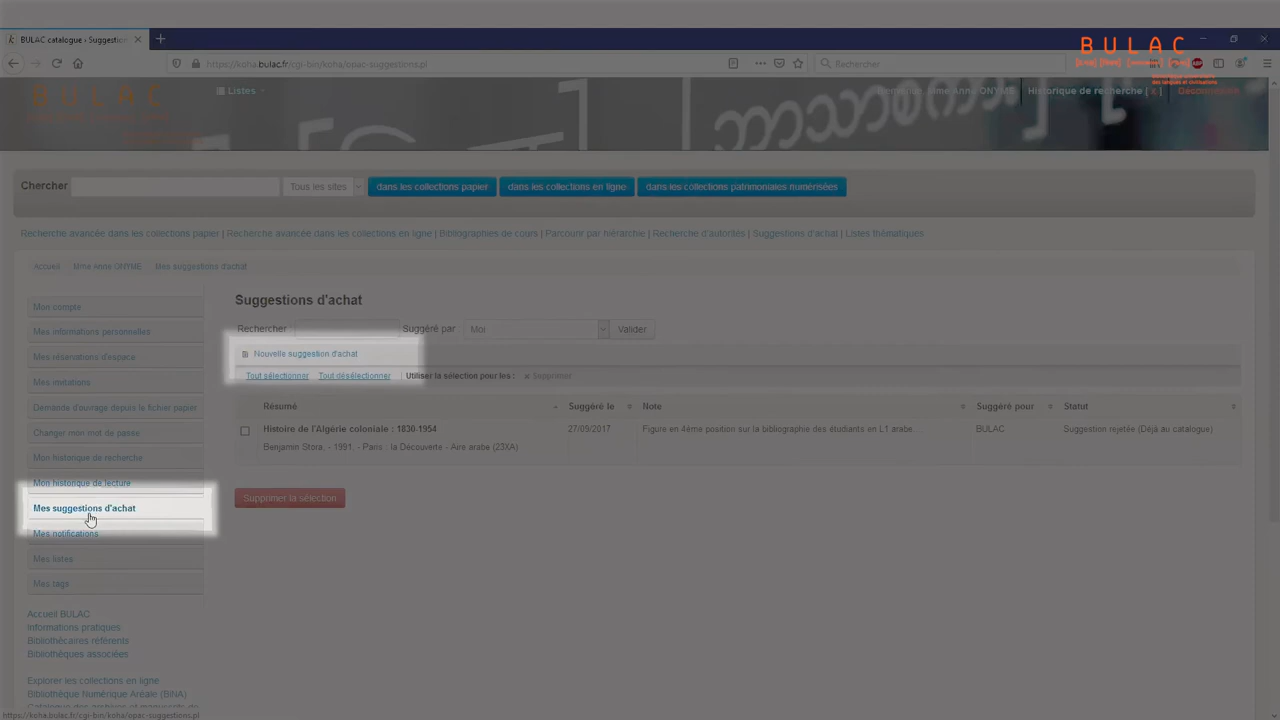 BULAC catalogue › Suggestions
BULAC
https://koha.bulac.fr/cgi-bin/koha/opac-suggestions.pl
Rechercher
BULAC
Listes
Bienvenue, Mme Anne ONYME
Historique de recherche [ x ]
Déconnexion
Chercher
Tous les sites
dans les collections papier
dans les collections en ligne
dans les collections patrimoniales numérisées
Recherche avancée dans les collections papier | Recherche avancée dans les collections en ligne | Bibliographies de cours | Parcourir par hiérarchie | Recherche d'autorités | Suggestions d'achat | Listes thématiques
Accueil Mme Anne ONYME Mes suggestions d'achat
Mon compte
Mes informations personnelles
Mes réservations d'espace
Mes invitations
Demande d'ouvrage depuis le fichier papier
Changer mon mot de passe
Mon historique de recherche
Mon historique de lecture
Mes suggestions d'achat
Mes notifications
Mes listes
Mes tags
Accueil BULAC
Informations pratiques
Bibliothécaires référents
Bibliothèques associées
Explorer les collections en ligne
Bibliothèque Numérique Aréale (BiNA)
Catalogue des archives et manuscrits de
https://koha.bulac.fr/cgi-bin/koha/opac-suggestions.pl
Suggestions d'achat
Rechercher
Suggéré par :
Moi
Valider
Nouvelle suggestion d'achat
Tout sélectionner Tout désélectionner | Utiliser la sélection pour les : × Supprimer
Résumé Suggéré le Note Suggéré pour Statut
Histoire de l'Algérie coloniale : 1830-1954 27/09/2017 Figure en 4ème position sur la bibliographie des étudiants en L1 arabe... BULAC Suggestion rejetée (Déjà au catalogue)
Benjamin Stora, - 1991, - Paris : la Découverte - Aire arabe (23XA)
Supprimer la sélection